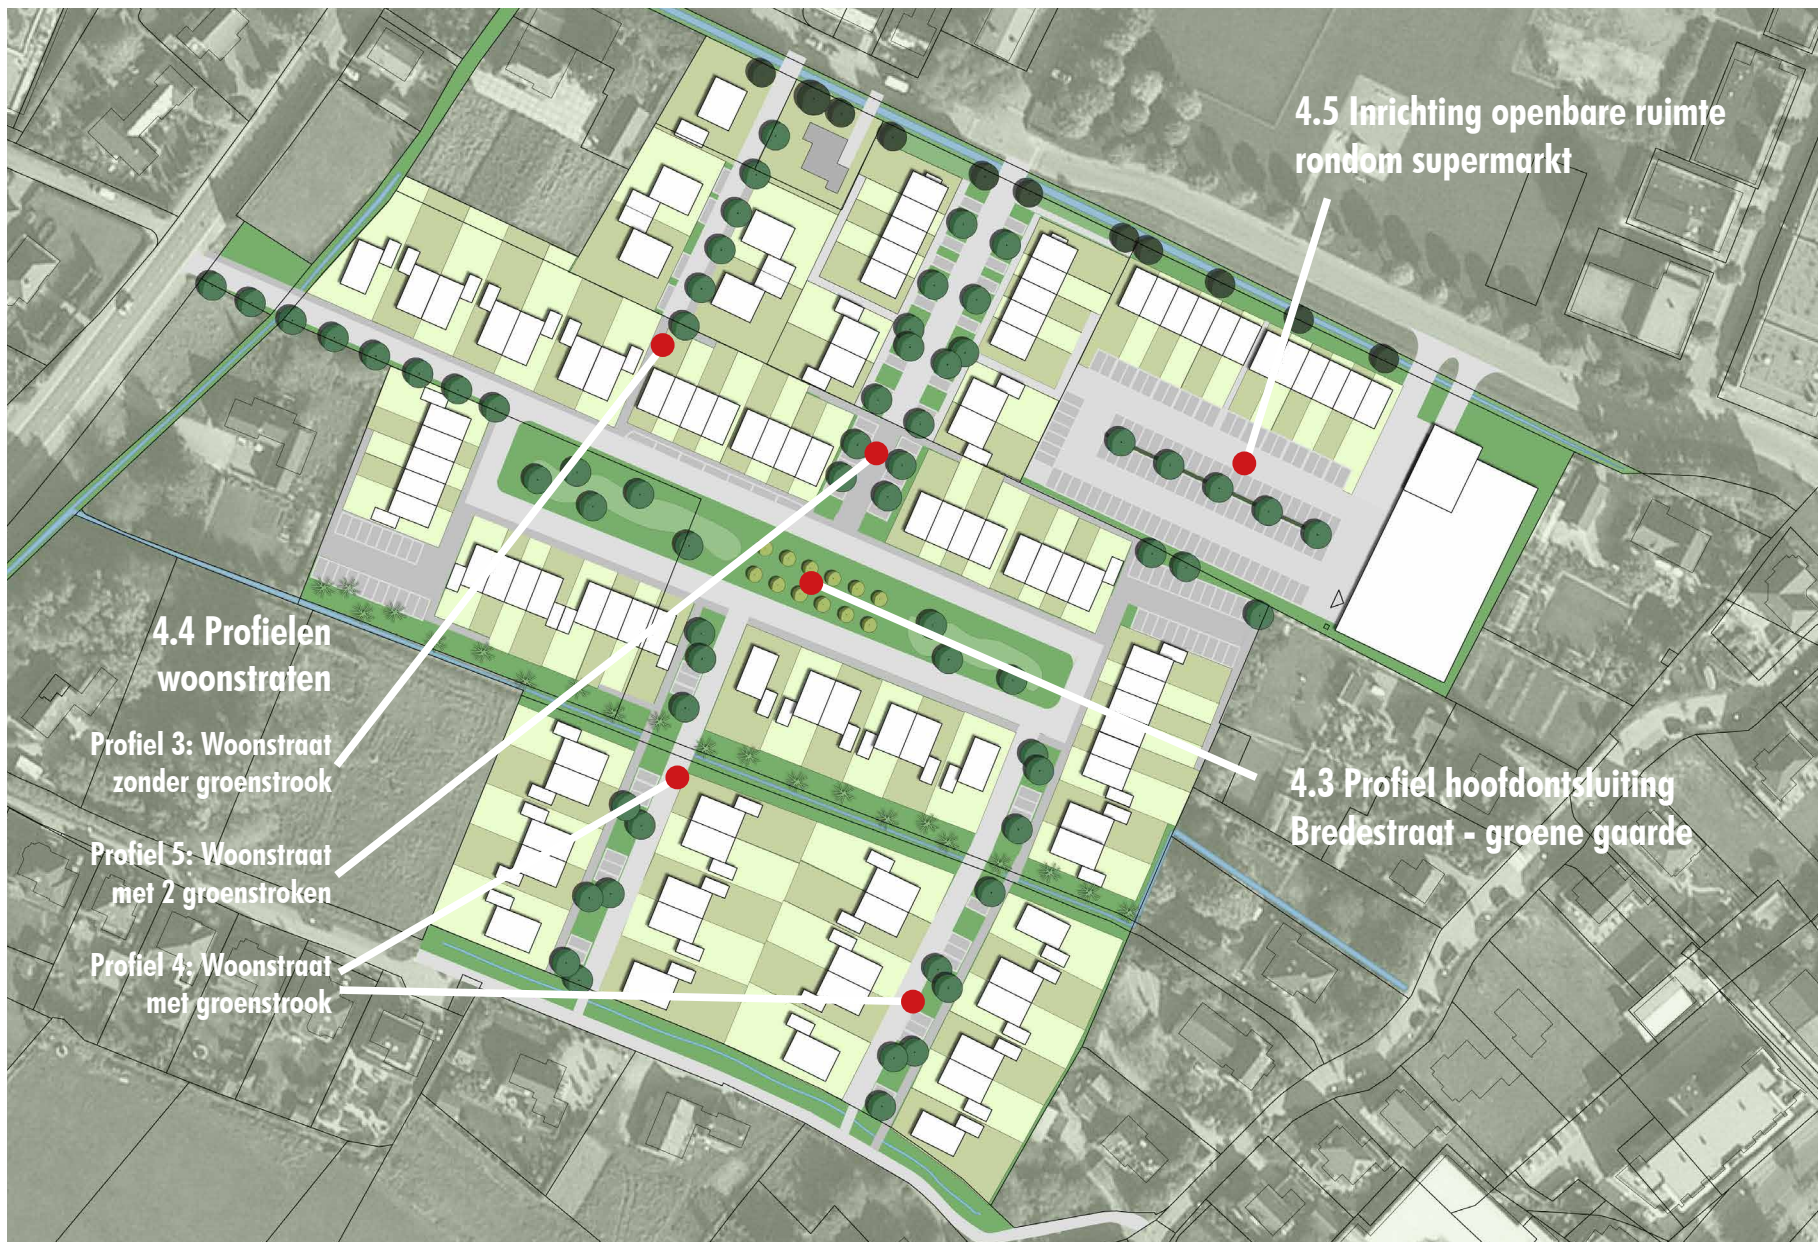 4.5 Inrichting openbare ruimte
rondom supermarkt
4.4 Profielen
woonstraten
Profiel 3: Woonstraat
zonder groenstrook
Profiel 5: Woonstraat
met 2 groenstroken
Profiel 4: Woonstraat
met groenstrook
4.3 Profiel hoofdontsluiting
Bredestraat - groene gaarde